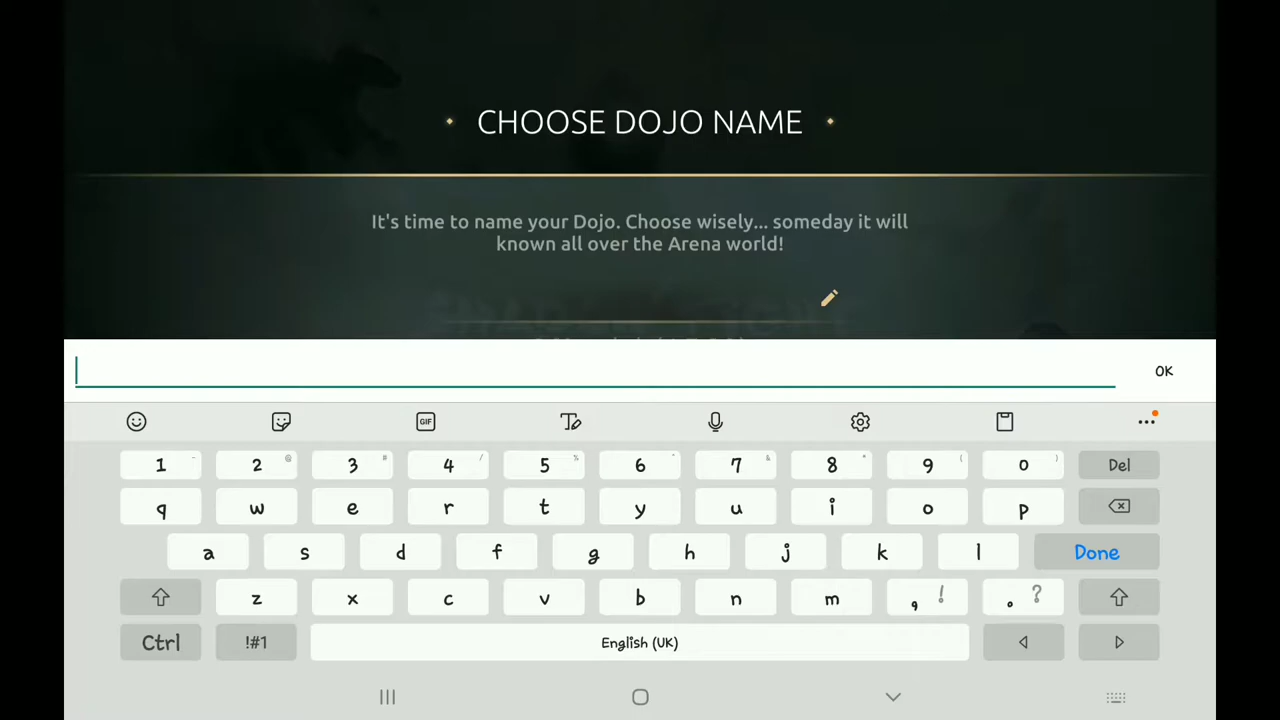 CHOOSE DOJO NAME
It's time to name your Dojo. Choose wisely... someday it will
known all over the Arena world!
OK
GIF
1 2 @ 3 # 4 / 5 % 6 7 & 8 * 9 ( 0 ) Del
q w e r t y u i o p
a s d f g h j k l Done
z x c v b n m , ! . ?
Ctrl !#1 English (UK)